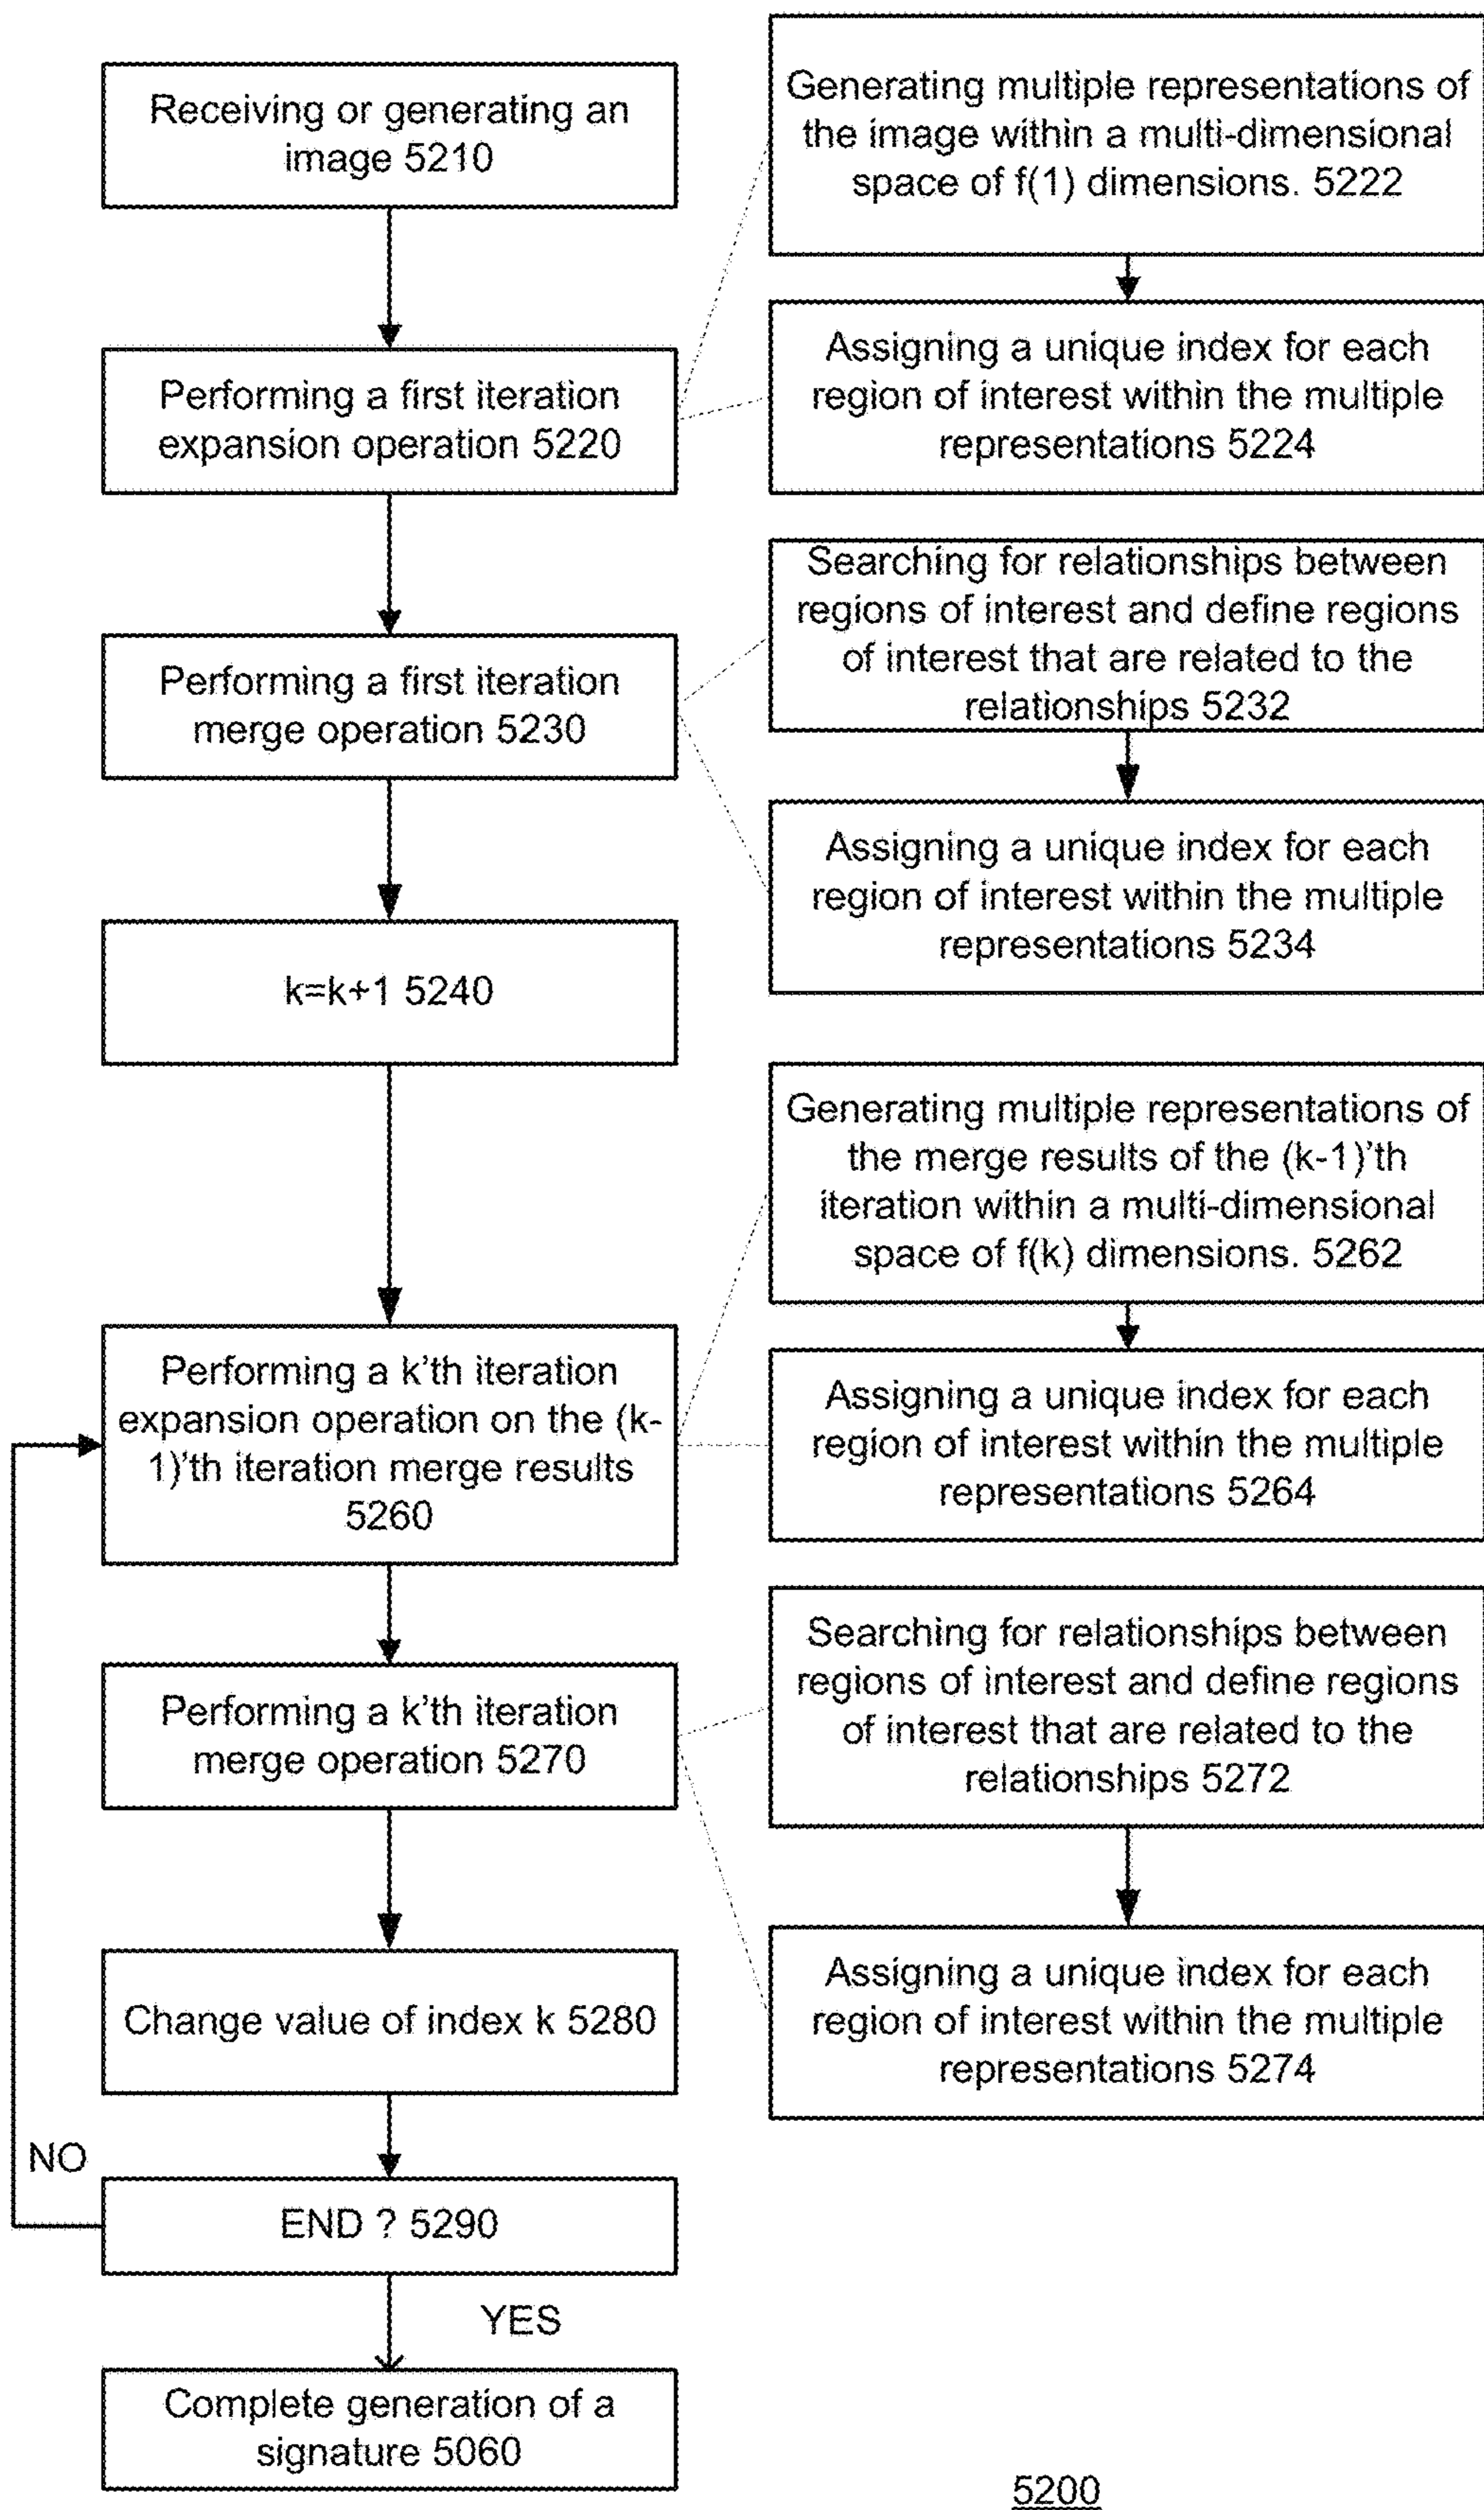 Receiving or generating an
image 5210
Generating multiple representations of
the image within a multi-dimensional
space of f(1) dimensions. 5222
Performing a first iteration
expansion operation 5220
Assigning a unique index for each
region of interest within the multiple
representations 5224
Performing a first iteration
merge operation 5230
Searching for relationships between
regions of interest and define regions
of interest that are related to the
relationships 5232
Assigning a unique index for each
region of interest within the multiple
representations 5234
k=k+1 5240
Generating multiple representations of
the merge results of the (k-1)'th
iteration within a multi-dimensional
space of f(k) dimensions. 5262
Performing a k'th iteration
expansion operation on the (k-
1)'th iteration merge results
5260
Assigning a unique index for each
region of interest within the multiple
representations 5264
Performing a k'th iteration
merge operation 5270
Searching for relationships between
regions of interest and define regions
of interest that are related to the
relationships 5272
Assigning a unique index for each
region of interest within the multiple
representations 5274
Change value of index k 5280
NO
END ? 5290
YES
Complete generation of a
signature 5060
5200